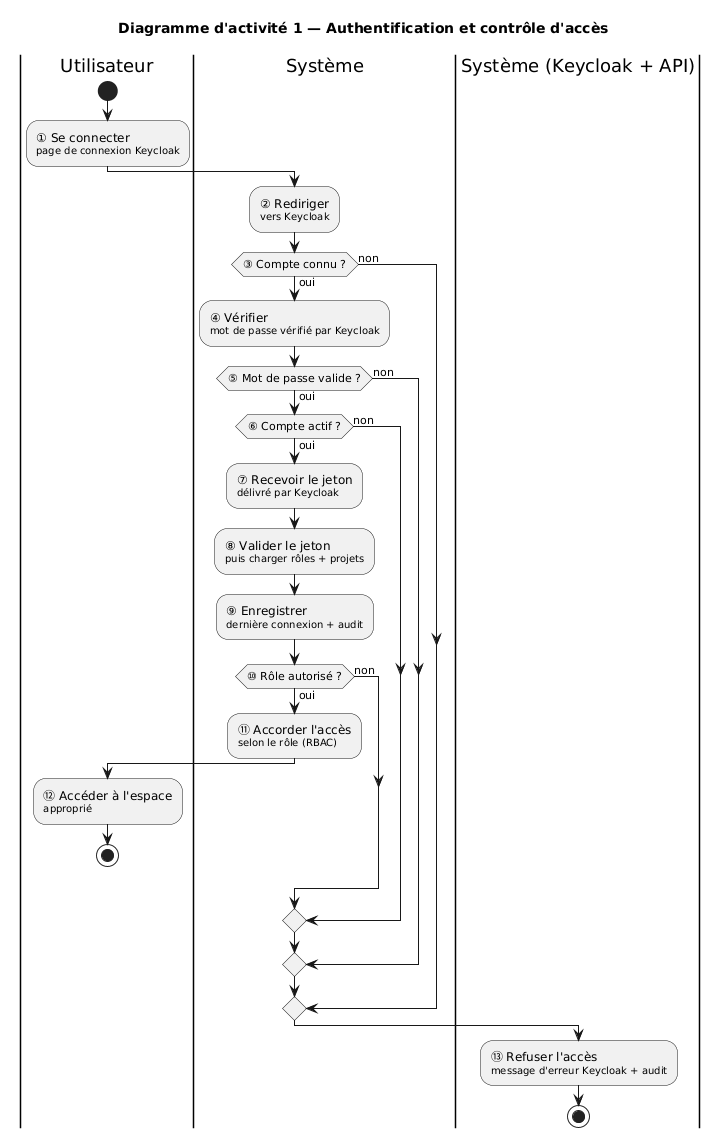 Diagramme d'activité 1 — Authentification et contrôle d'accès
Utilisateur
Système
Système (Keycloak + API)
① Se connecter
page de connexion Keycloak
② Rediriger
vers Keycloak
③ Compte connu ?
non
oui
④ Vérifier
mot de passe vérifié par Keycloak
⑤ Mot de passe valide ?
non
oui
⑥ Compte actif ?
non
oui
⑦ Recevoir le jeton
délivré par Keycloak
⑧ Valider le jeton
puis charger rôles + projets
⑨ Enregistrer
dernière connexion + audit
⑩ Rôle autorisé ?
non
oui
⑪ Accorder l'accès
selon le rôle (RBAC)
⑫ Accéder à l'espace
approprié
⑬ Refuser l'accès
message d'erreur Keycloak + audit